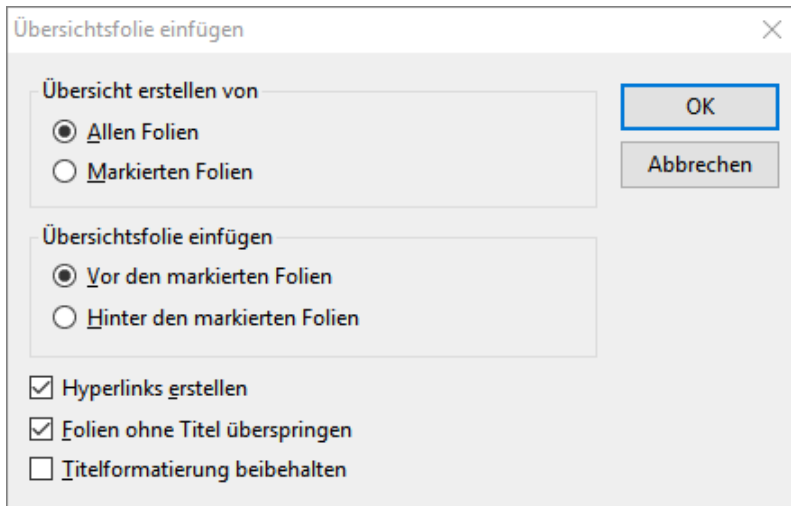 Übersichtsfolie einfügen
Übersicht erstellen von
Allen Folien
Markierten Folien
OK
Abbrechen
Übersichtsfolie einfügen
Vor den markierten Folien
Hinter den markierten Folien
Hyperlinks erstellen
Folien ohne Titel überspringen
Titelformatierung beibehalten